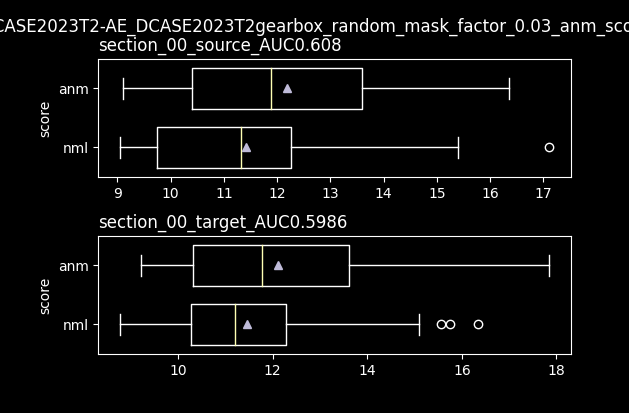 CASE2023T2-AE_DCASE2023T2gearbox_random_mask_factor_0.03_anm_sco
section_00_source_AUC0.608
anm
nml
score
9 10 11 12 13 14 15 16 17
section_00_target_AUC0.5986
anm
nml
score
10 12 14 16 18